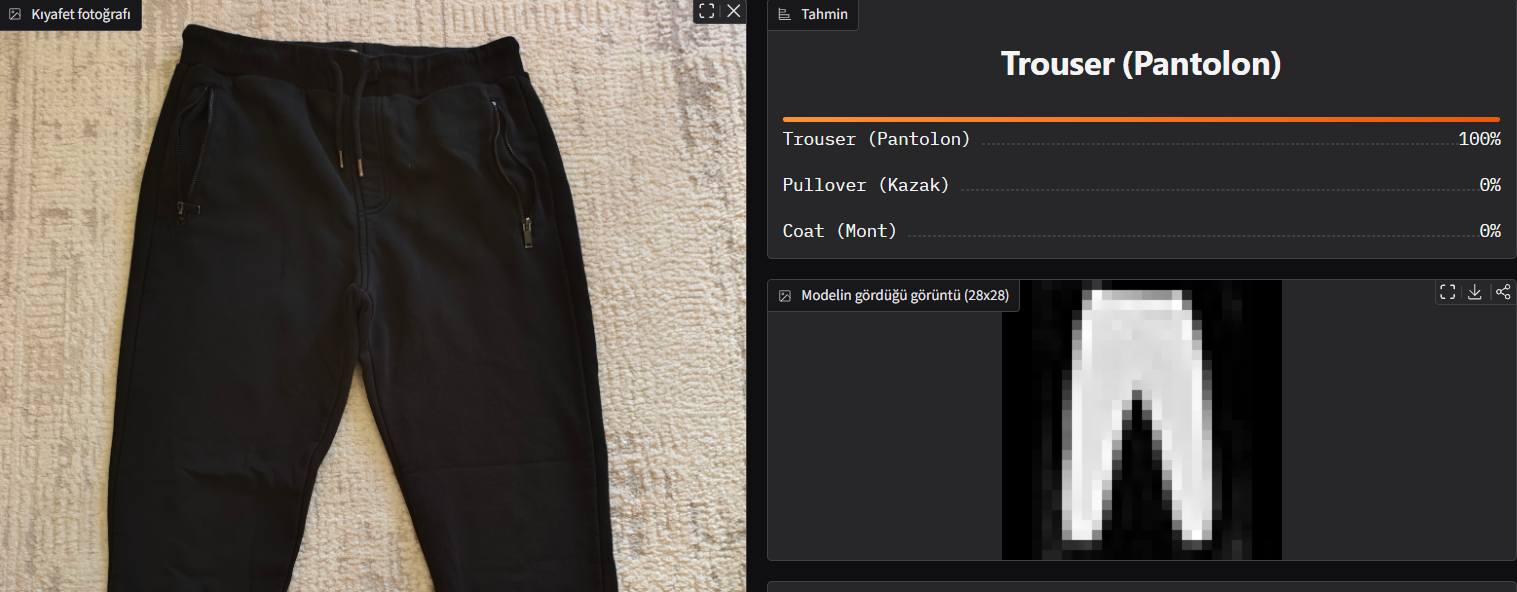 Kıyafet fotoğrafı
Tahmin
Trouser (Pantolon)
Trouser (Pantolon) 100%
Pullover (Kazak) 0%
Coat (Mont) 0%
Modelin gördüğü görüntü (28x28)